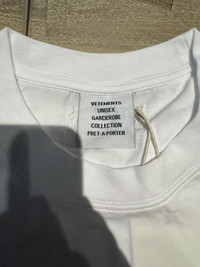 VETEMENTS
UNISEX
GARDEROBE
COLLECTION
PRET-A-PORTER